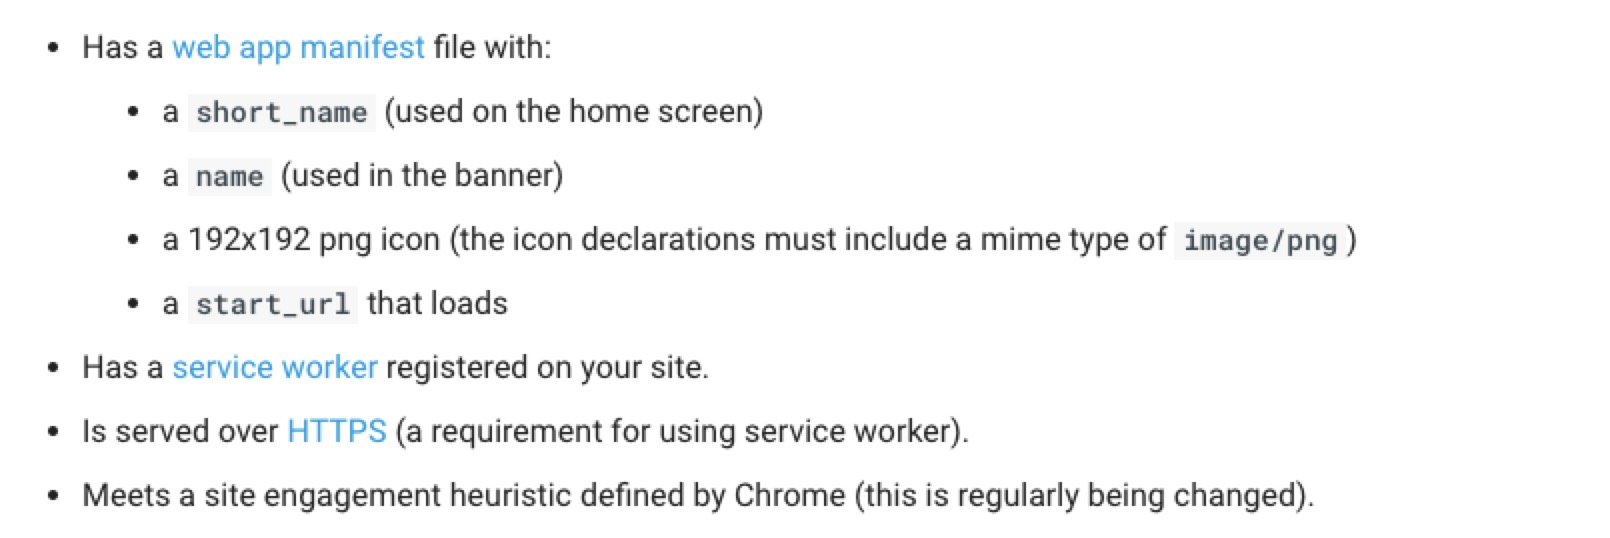 • Has a web app manifest file with:
• a short_name (used on the home screen)
• a name (used in the banner)
• a 192x192 png icon (the icon declarations must include a mime type of image/png )
• a start_url that loads
• Has a service worker registered on your site.
• Is served over HTTPS (a requirement for using service worker).
• Meets a site engagement heuristic defined by Chrome (this is regularly being changed).